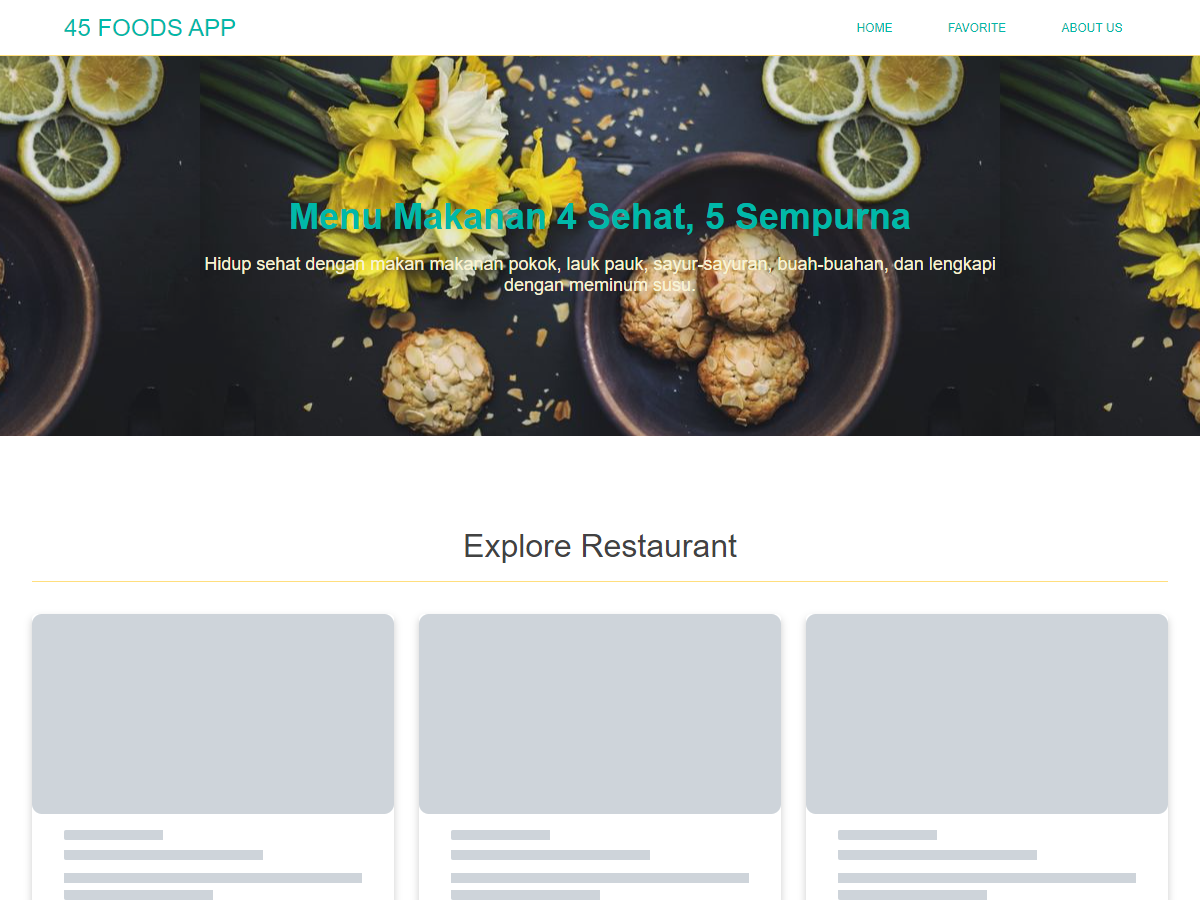 45 FOODS APP
HOME
FAVORITE
ABOUT US
Menu Makanan 4 Sehat, 5 Sempurna
Hidup sehat dengan makan makanan pokok, lauk pauk, sayur-sayuran, buah-buahan, dan lengkapi
dengan meminum susu.
Explore Restaurant